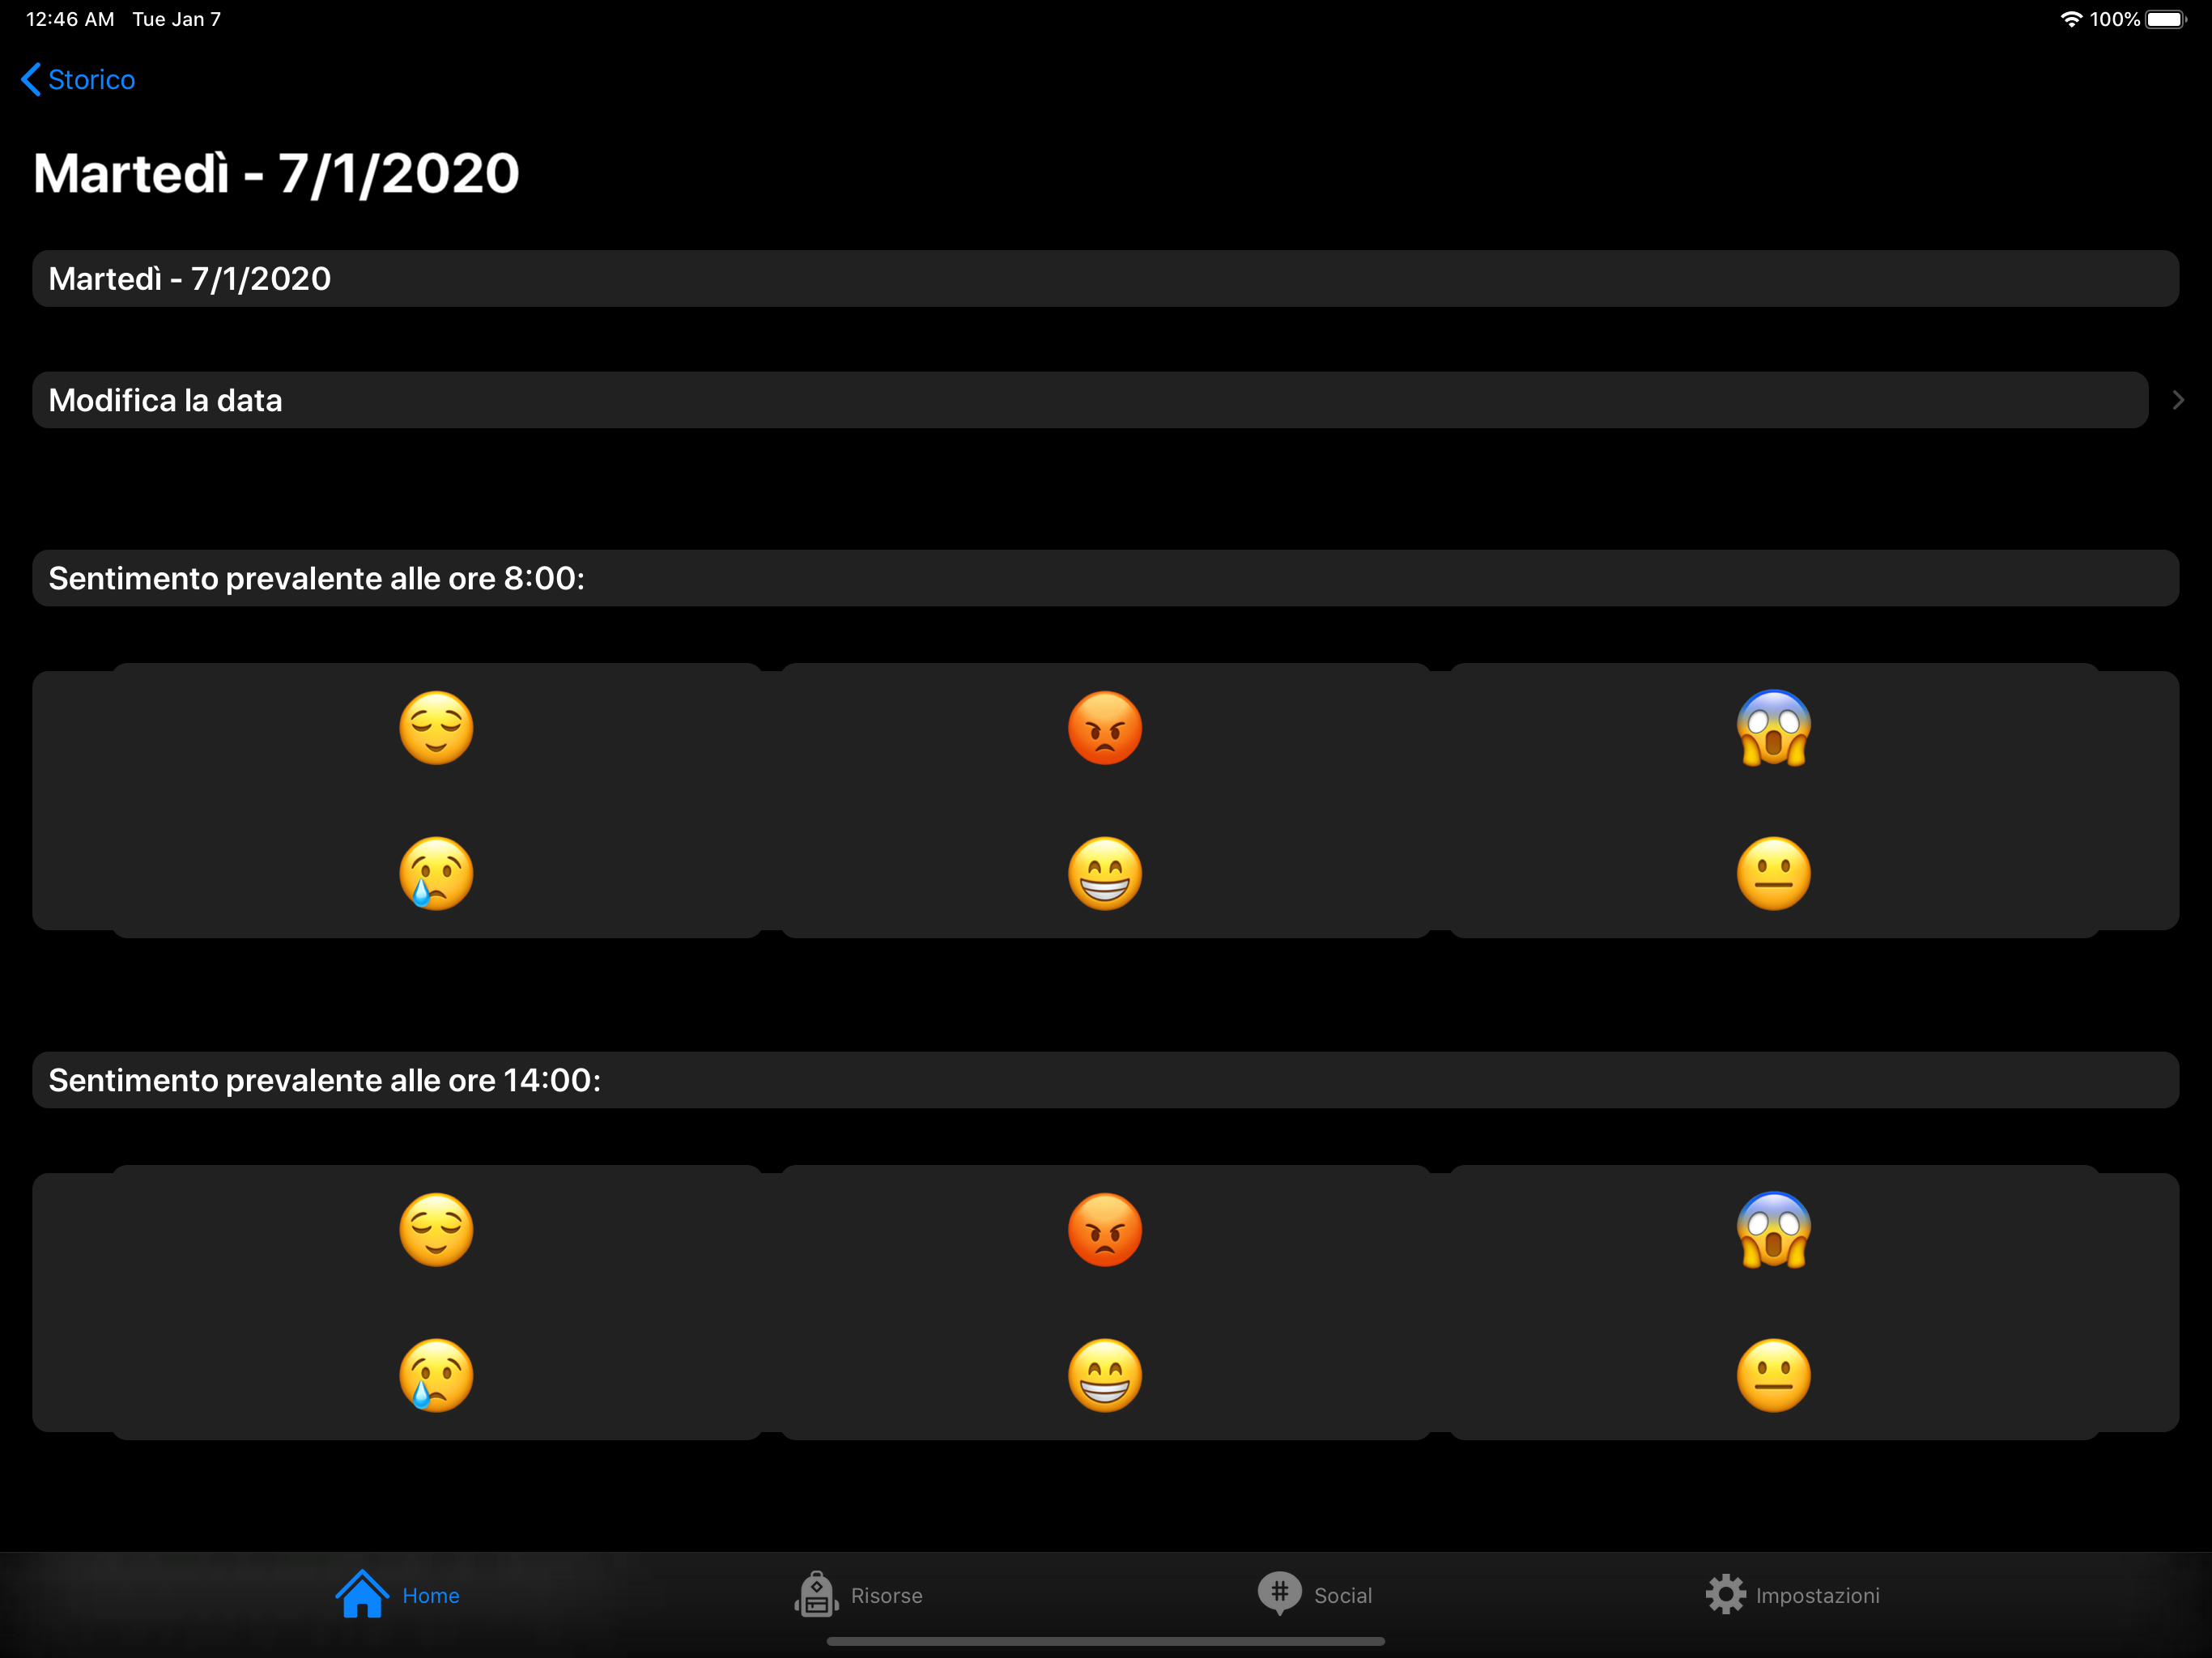 12:46 AM Tue Jan 7
100%
Storico
Martedì - 7/1/2020
Martedì - 7/1/2020
Modifica la data
Sentimento prevalente alle ore 8:00:
Sentimento prevalente alle ore 14:00:
Home
Risorse
Social
Impostazioni